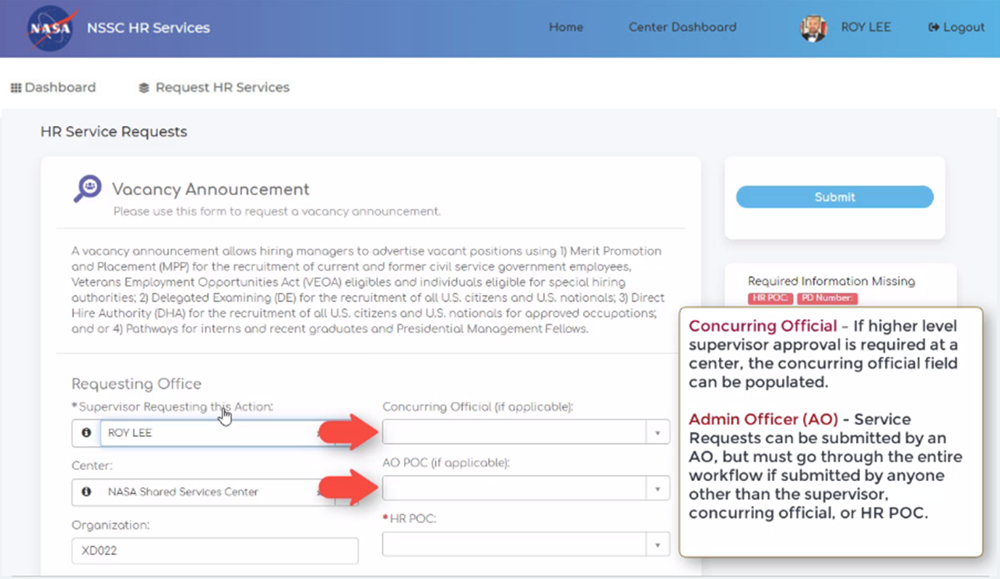 NASA
NSSC HR Services
Home
Center Dashboard
ROY LEE
Logout
Dashboard
Request HR Services
HR Service Requests
Vacancy Announcement
Please use this form to request a vacancy announcement.
A vacancy announcement allows hiring managers to advertise vacant positions using 1) Merit Promotion
and Placement (MPP) for the recruitment of current and former civil service government employees,
Veterans Employment Opportunities Act (VEOA) eligibles and individuals eligible for special hiring
authorities; 2) Delegated Examining (DE) for the recruitment of all U.S. citizens and U.S. nationals; 3) Direct
Hire Authority (DHA) for the recruitment of all U.S. citizens and U.S. nationals for approved occupations;
and or 4) Pathways for interns and recent graduates and Presidential Management Fellows.
Requesting Office
*Supervisor Requesting this Action:
ROY LEE
Center:
NASA Shared Services Center
Organization:
XD022
Concurring Official (if applicable):
AO POC (if applicable):
*HR POC:
Submit
Required Information Missing
HR POC: PD Number:
Concurring Official – If higher level
supervisor approval is required at a
center, the concurring official field
can be populated.
Admin Officer (AO) - Service
Requests can be submitted by an
AO, but must go through the entire
workflow if submitted by anyone
other than the supervisor,
concurring official, or HR POC.